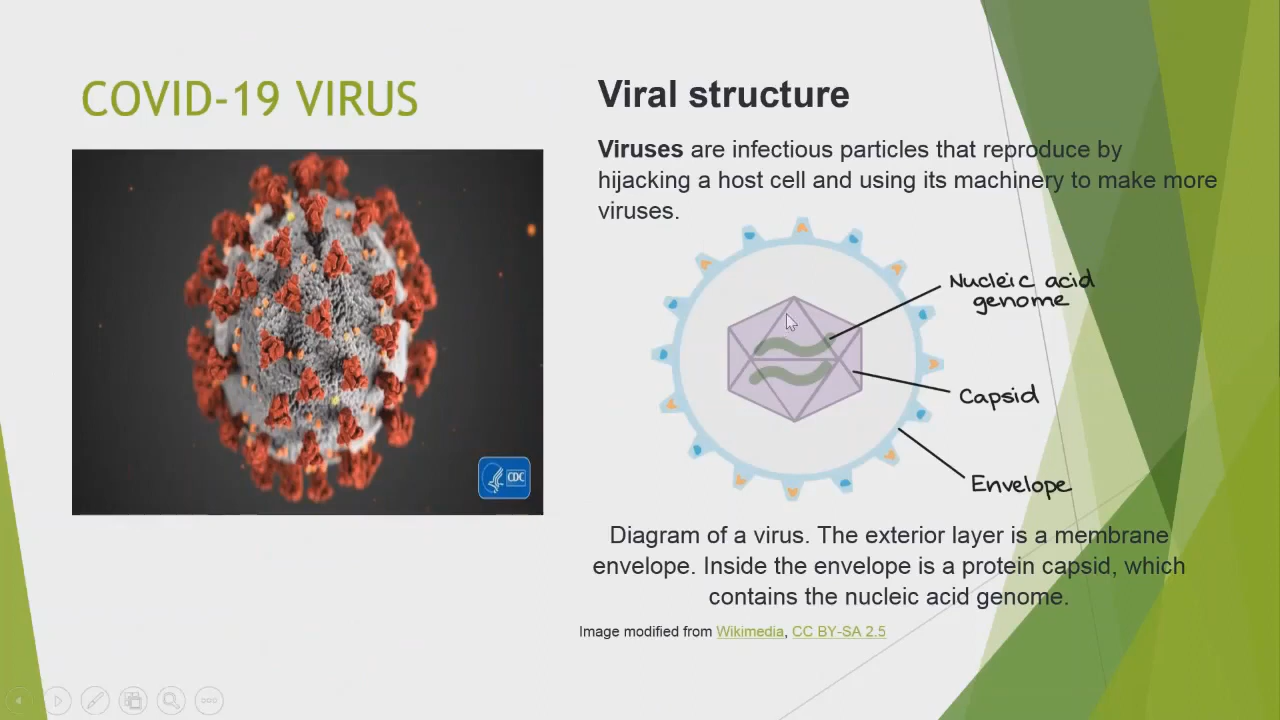 COVID-19 VIRUS
CDC
Viral structure
Viruses are infectious particles that reproduce by
hijacking a host cell and using its machinery to make more
viruses.
Nucleic acid
genome
Capsid
Envelope
Diagram of a virus. The exterior layer is a membrane
envelope. Inside the envelope is a protein capsid, which
contains the nucleic acid genome.
Image modified from Wikimedia, CC BY-SA 2.5